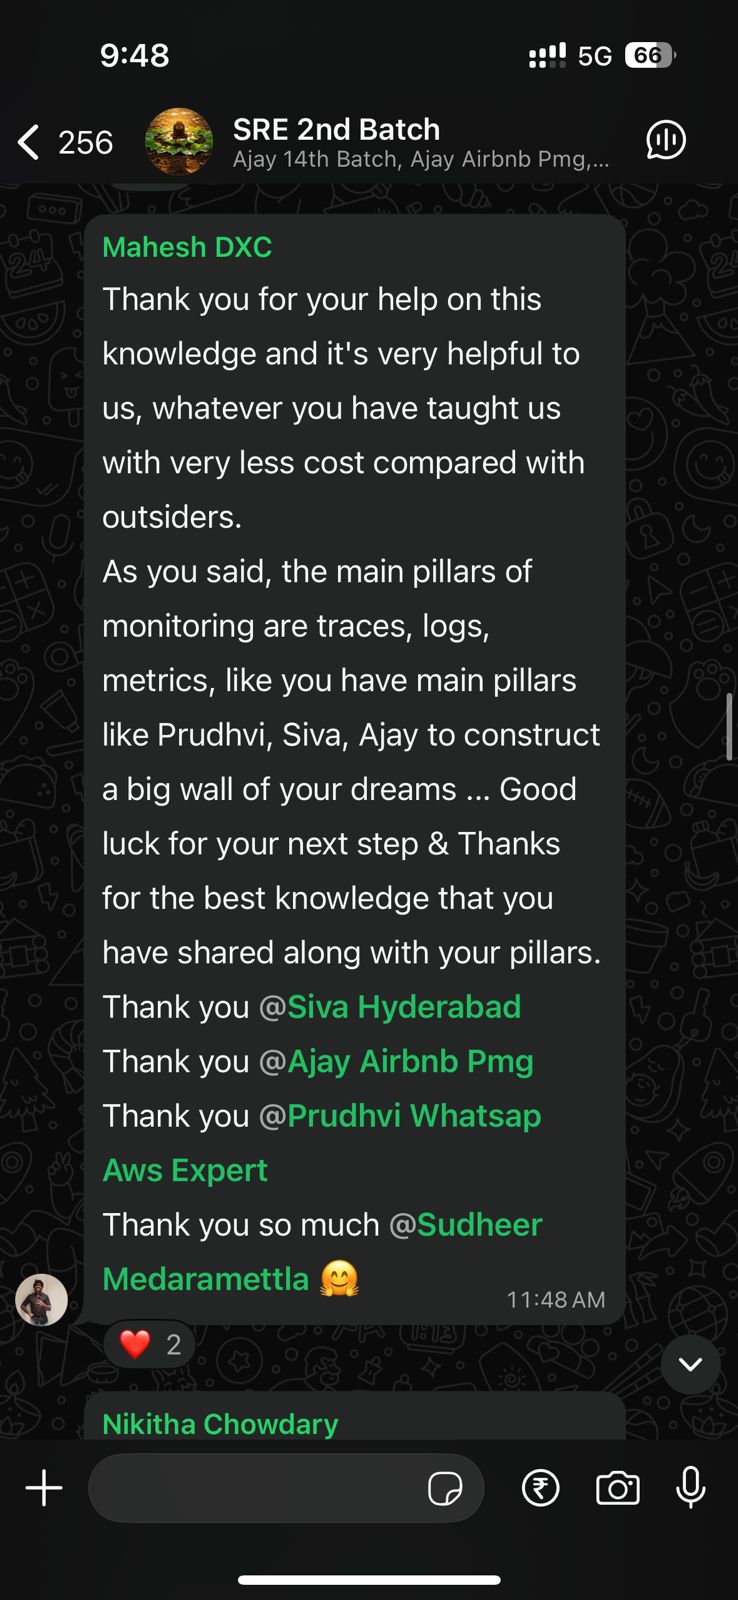 9:48
5G 66
256
SRE 2nd Batch
Ajay 14th Batch, Ajay Airbnb Pmg,...
Mahesh DXC
Thank you for your help on this
knowledge and it's very helpful to
us, whatever you have taught us
with very less cost compared with
outsiders.
As you said, the main pillars of
monitoring are traces, logs,
metrics, like you have main pillars
like Prudhvi, Siva, Ajay to construct
a big wall of your dreams ... Good
luck for your next step & Thanks
for the best knowledge that you
have shared along with your pillars.
Thank you @Siva Hyderabad
Thank you @Ajay Airbnb Pmg
Thank you @Prudhvi Whatsap
Aws Expert
Thank you so much @Sudheer
Medaramettla 🤗
11:48 AM
❤️ 2
Nikitha Chowdary